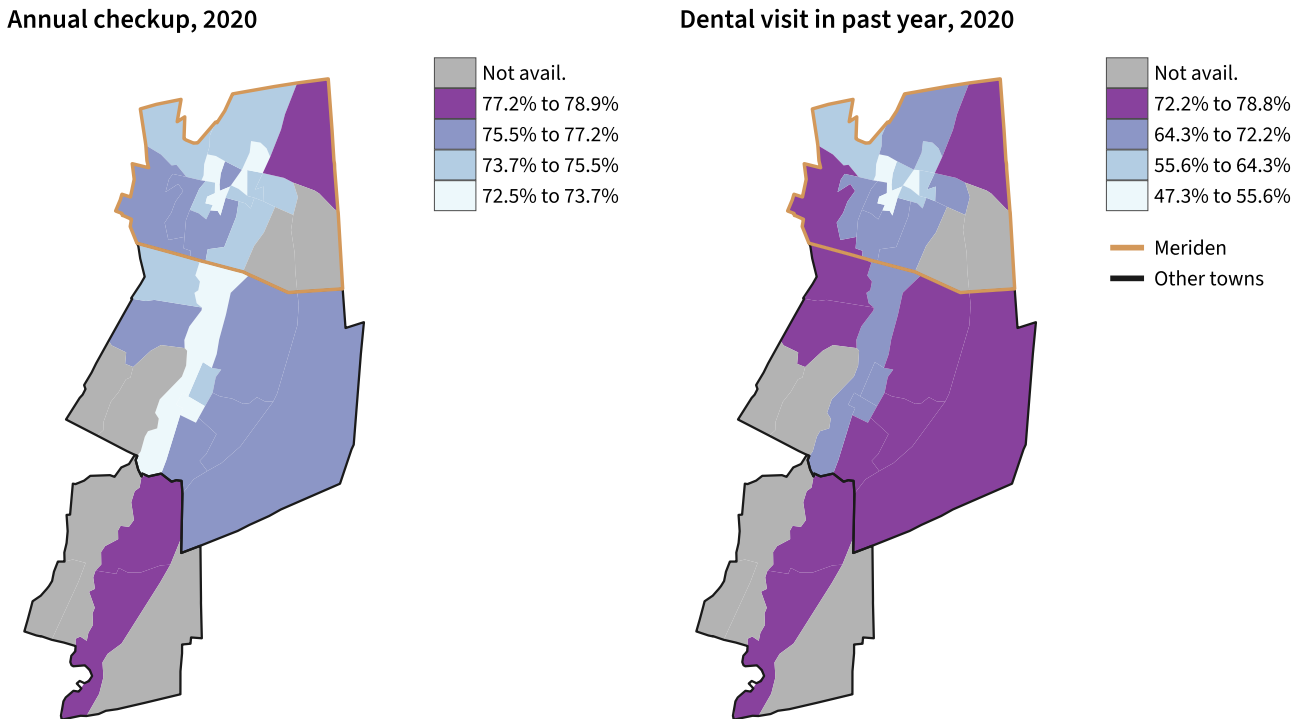 Annual checkup, 2020
Not avail.
77.2% to 78.9%
75.5% to 77.2%
73.7% to 75.5%
72.5% to 73.7%
Dental visit in past year, 2020
Not avail.
72.2% to 78.8%
64.3% to 72.2%
55.6% to 64.3%
47.3% to 55.6%
Meriden
Other towns